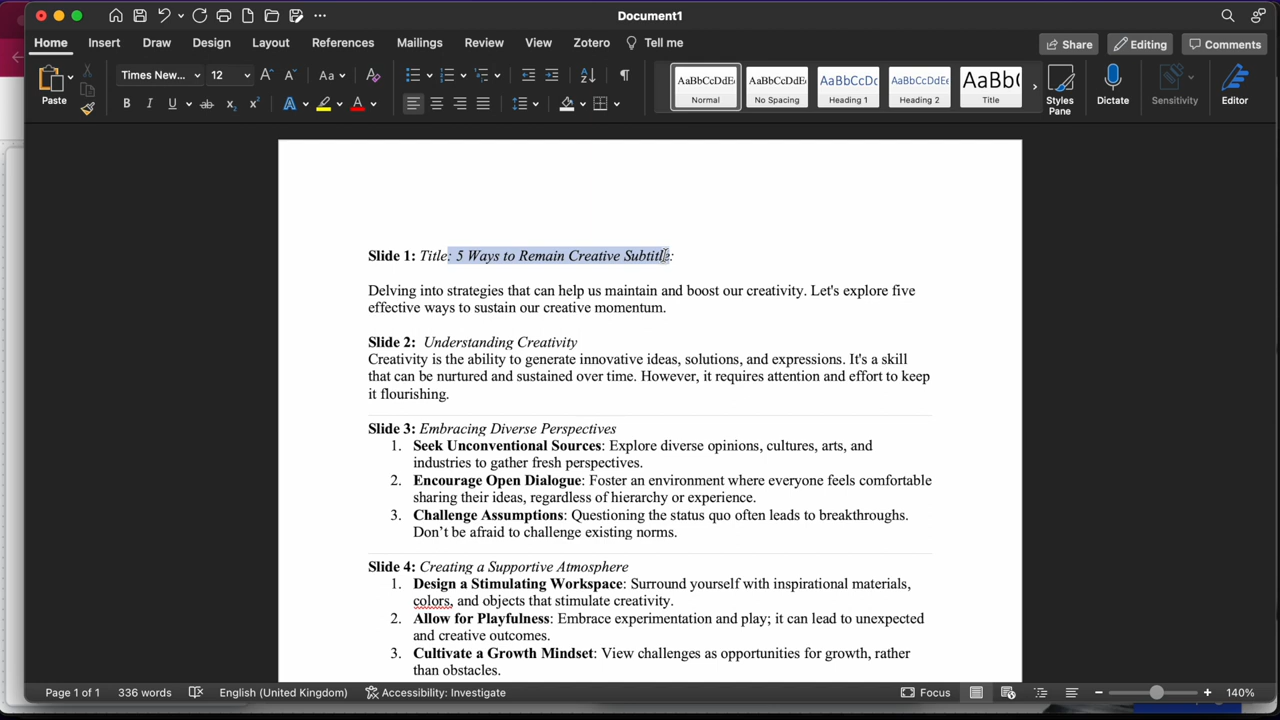 Document1
Home Insert Draw Design Layout References Mailings Review View Zotero Tell me
Share Editing Comments
Paste
Times New... 12
AaBbCcDdEe AaBbCcDdEe AaBbCcDc AaBbCcDdEe AaBb(
Normal No Spacing Heading 1 Heading 2 Title
Styles Pane
Dictate
Sensitivity
Editor
Slide 1: Title: 5 Ways to Remain Creative Subtitle:
Delving into strategies that can help us maintain and boost our creativity. Let's explore five
effective ways to sustain our creative momentum.
Slide 2: Understanding Creativity
Creativity is the ability to generate innovative ideas, solutions, and expressions. It's a skill
that can be nurtured and sustained over time. However, it requires attention and effort to keep
it flourishing.
Slide 3: Embracing Diverse Perspectives
1. Seek Unconventional Sources: Explore diverse opinions, cultures, arts, and
industries to gather fresh perspectives.
2. Encourage Open Dialogue: Foster an environment where everyone feels comfortable
sharing their ideas, regardless of hierarchy or experience.
3. Challenge Assumptions: Questioning the status quo often leads to breakthroughs.
Don't be afraid to challenge existing norms.
Slide 4: Creating a Supportive Atmosphere
1. Design a Stimulating Workspace: Surround yourself with inspirational materials,
colors, and objects that stimulate creativity.
2. Allow for Playfulness: Embrace experimentation and play; it can lead to unexpected
and creative outcomes.
3. Cultivate a Growth Mindset: View challenges as opportunities for growth, rather
than obstacles.
Page 1 of 1 336 words English (United Kingdom) Accessibility: Investigate Focus 140%